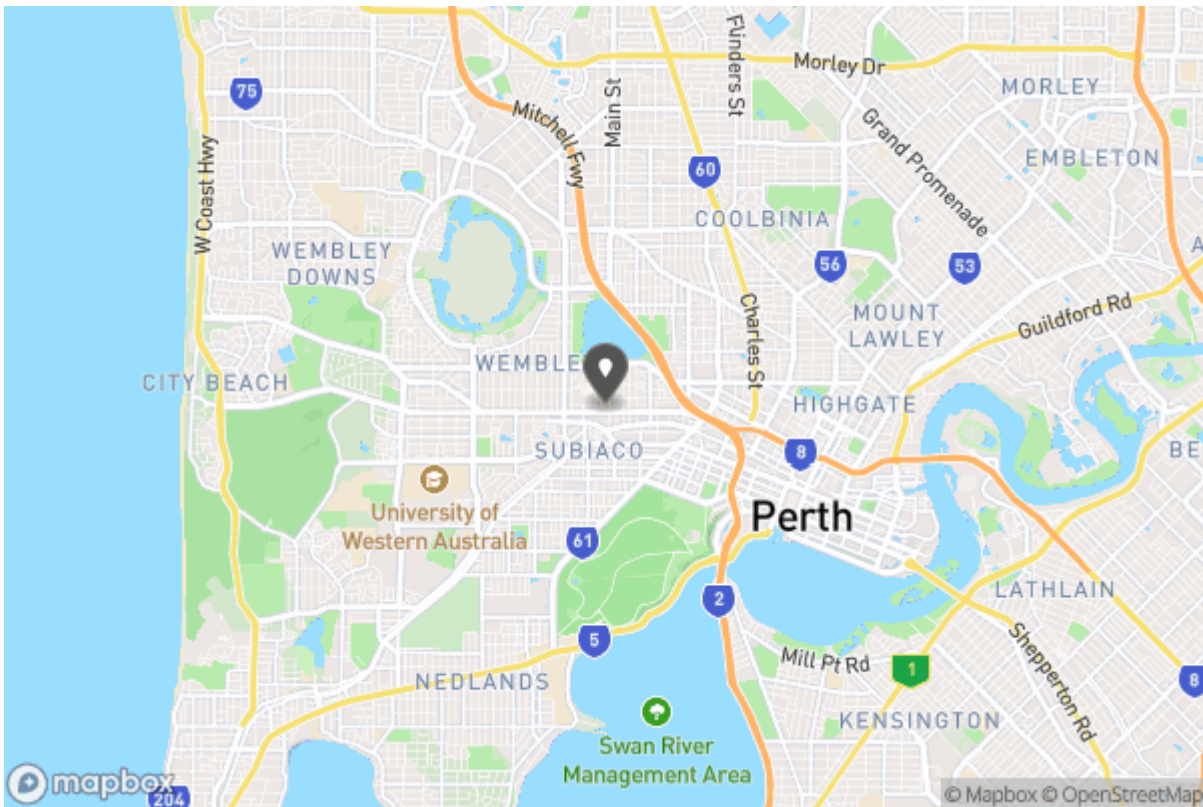 Flinders St
Morley Dr
MORLEY
75
Main St
Mitchell Fwy
Grand Promenade
EMBLETON
60
W Coast Hwy
COOLBINIA
WEMBLEY
DOWNS
56
53
MOUNT
LAWLEY
Guildford Rd
Charles St
WEMBLE
CITY BEACH
HIGHGATE
SUBIACO
8
BE
University of
Western Australia
Perth
61
LATHLAIN
2
5
Mill Pt Rd
1
Shepperton Rd
8
NEDLANDS
KENSINGTON
Swan River
Management Area
mapbox
204
© Mapbox © OpenStreetMap